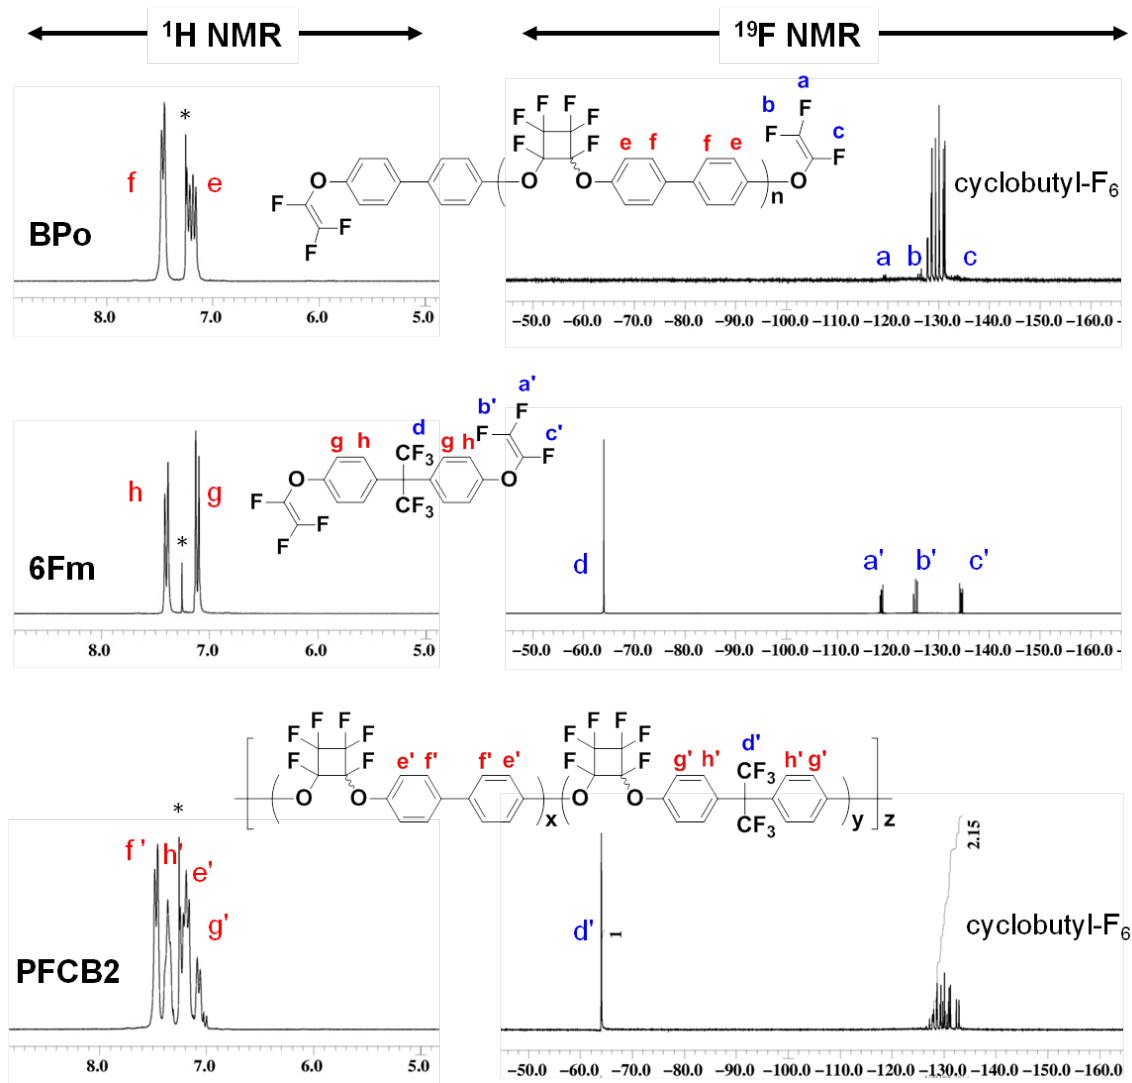 ¹H NMR
¹⁹F NMR
BPo
f
*
e
F F F F F F
O
O
O
O
e f f e
n
F F F
a
b
c
F F F
cyclobutyl-F₆
a b c
8.0 7.0 6.0 5.0
−50.0 −60.0 −70.0 −80.0 −90.0 −100.0 −110.0 −120.0 −130.0 −140.0 −150.0 −160.0
6Fm
h
*
g
g h
d
CF₃
CF₃
g h
O
O
F F F
a'
b'
c'
F F F
d
a' b' c'
8.0 7.0 6.0 5.0
−50.0 −60.0 −70.0 −80.0 −90.0 −100.0 −110.0 −120.0 −130.0 −140.0 −150.0 −160.0
F F F F F F
O
O
e' f' f' e'
x
F F F F F F
O
O
g' h'
d'
CF₃
CF₃
h' g'
y
z
PFCB2
*
f '
h'
e'
g'
d'
1
2.15
cyclobutyl-F₆
8.0 7.0 6.0 5.0
-50.0 -60.0 -70.0 -80.0 -90.0 -100.0 -110.0 -120.0 -130.0 -140.0 -150.0 -160.0